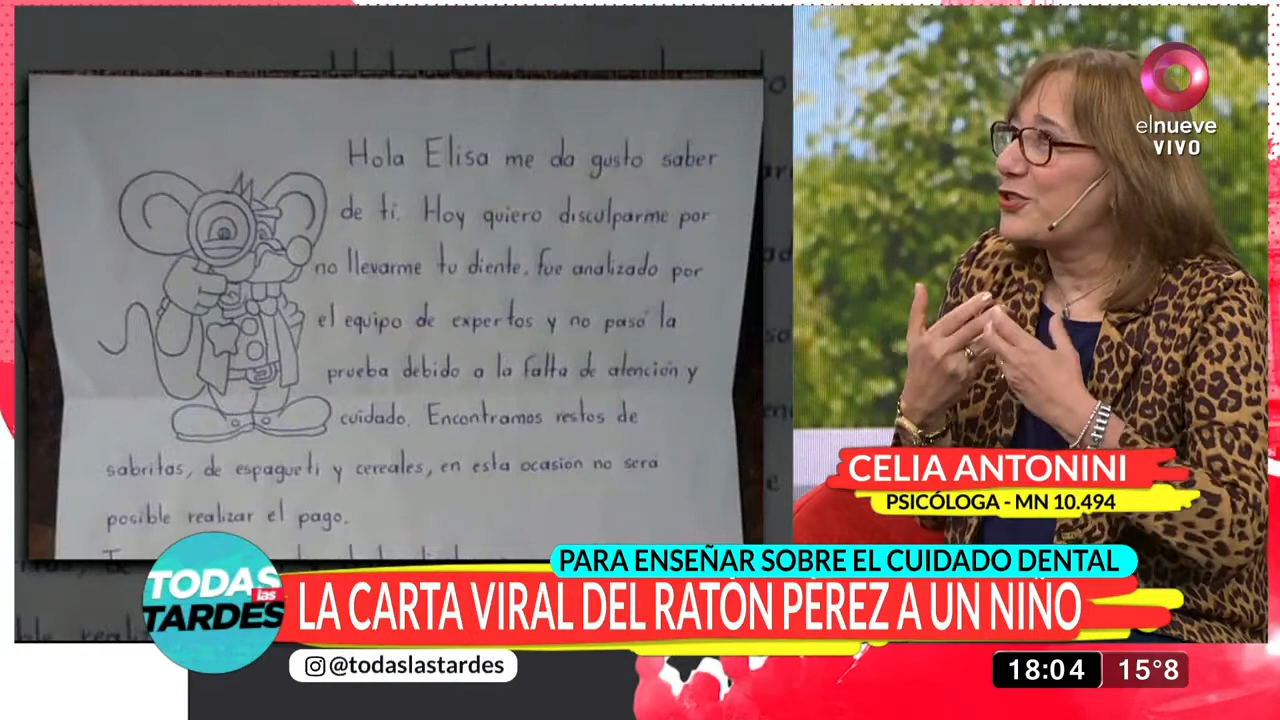 Hola Elisa me da gusto saber
de ti. Hoy quiero disculparme por
no llevarme tu diente, fue analizado por
el equipo de expertos y no pasó la
prueba debido a la falta de atención y
cuidado. Encontramos restos de
sabritas, de espagueti y cereales, en esta ocasión no será
posible realizar el pago.
elnueve
VIVO
CELIA ANTONINI
PSICÓLOGA - MN 10.494
PARA ENSEÑAR SOBRE EL CUIDADO DENTAL
LA CARTA VIRAL DEL RATÓN PÉREZ A UN NIÑO
TODAS
las
TARDES
@todaslastardes
18:04 15°8